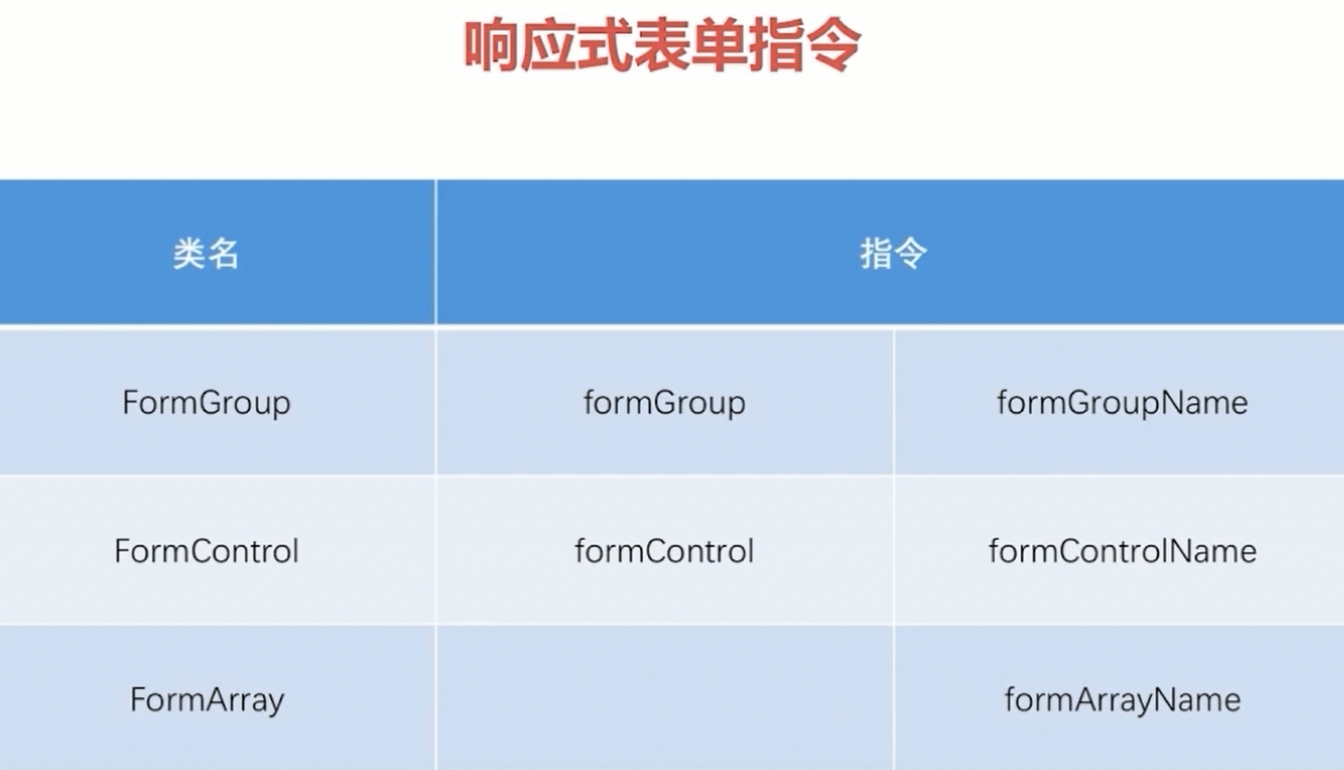 响应式表单指令
类名 指令
FormGroup formGroup formGroupName
FormControl formControl formControlName
FormArray formArrayName